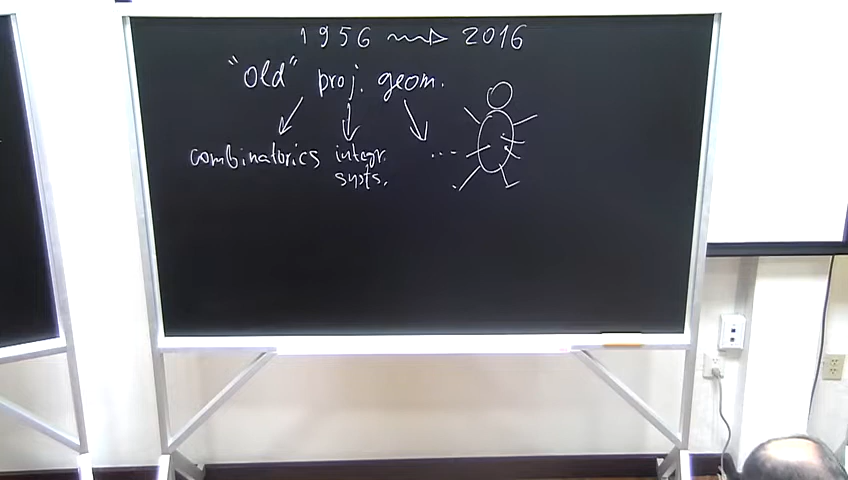 1956 ⇝ 2016
"Old" proj. geom.
combinatorics integr. ...
systs.